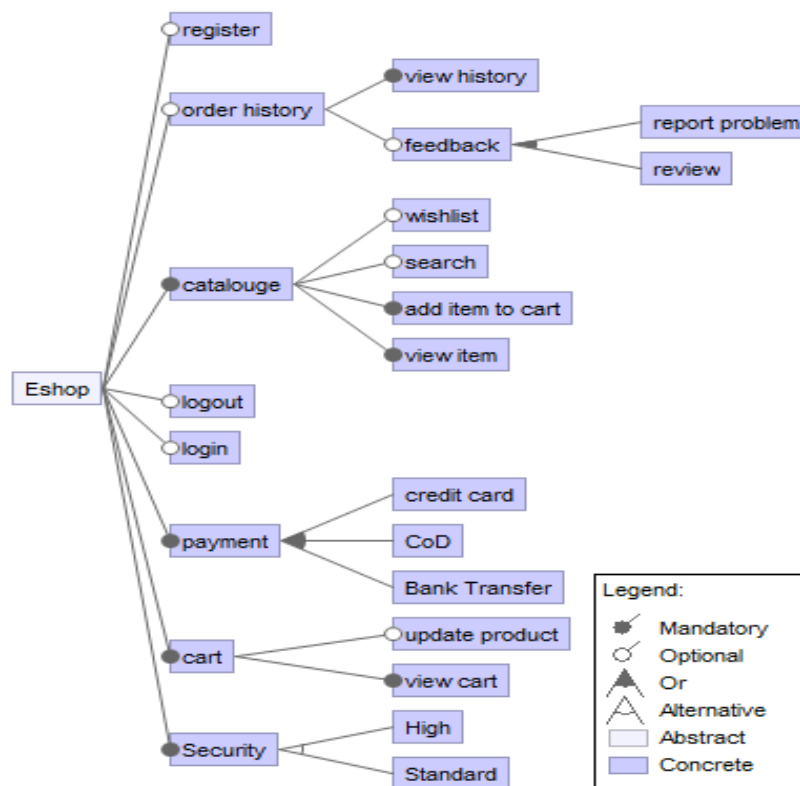 register
order history
view history
feedback
report problem
review
catalouge
wishlist
search
add item to cart
view item
Eshop
logout
login
payment
credit card
CoD
Bank Transfer
cart
update product
view cart
Security
High
Standard
Legend:
Mandatory
Optional
Or
Alternative
Abstract
Concrete